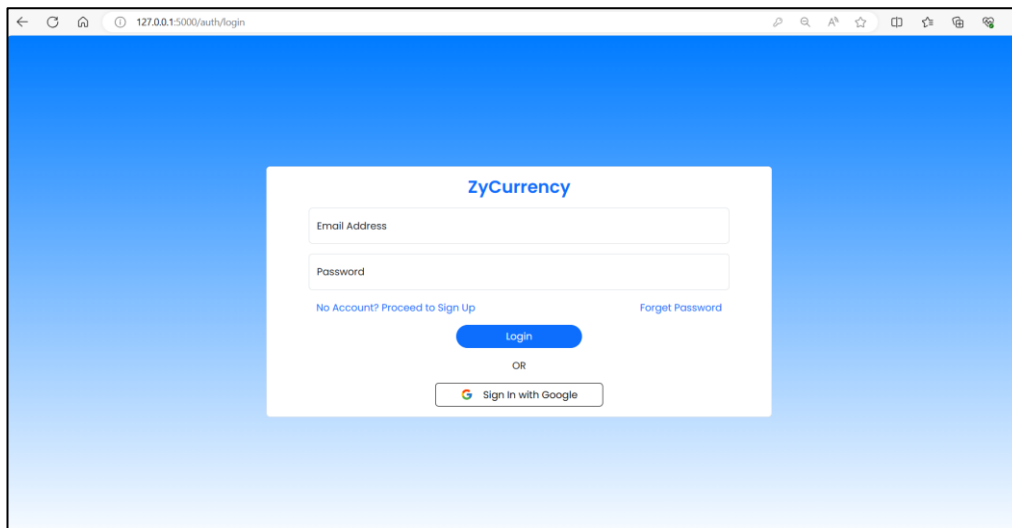 127.0.0.1:5000/auth/login
ZyCurrency
Email Address
Password
No Account? Proceed to Sign Up Forget Password
Login
OR
Sign In with Google